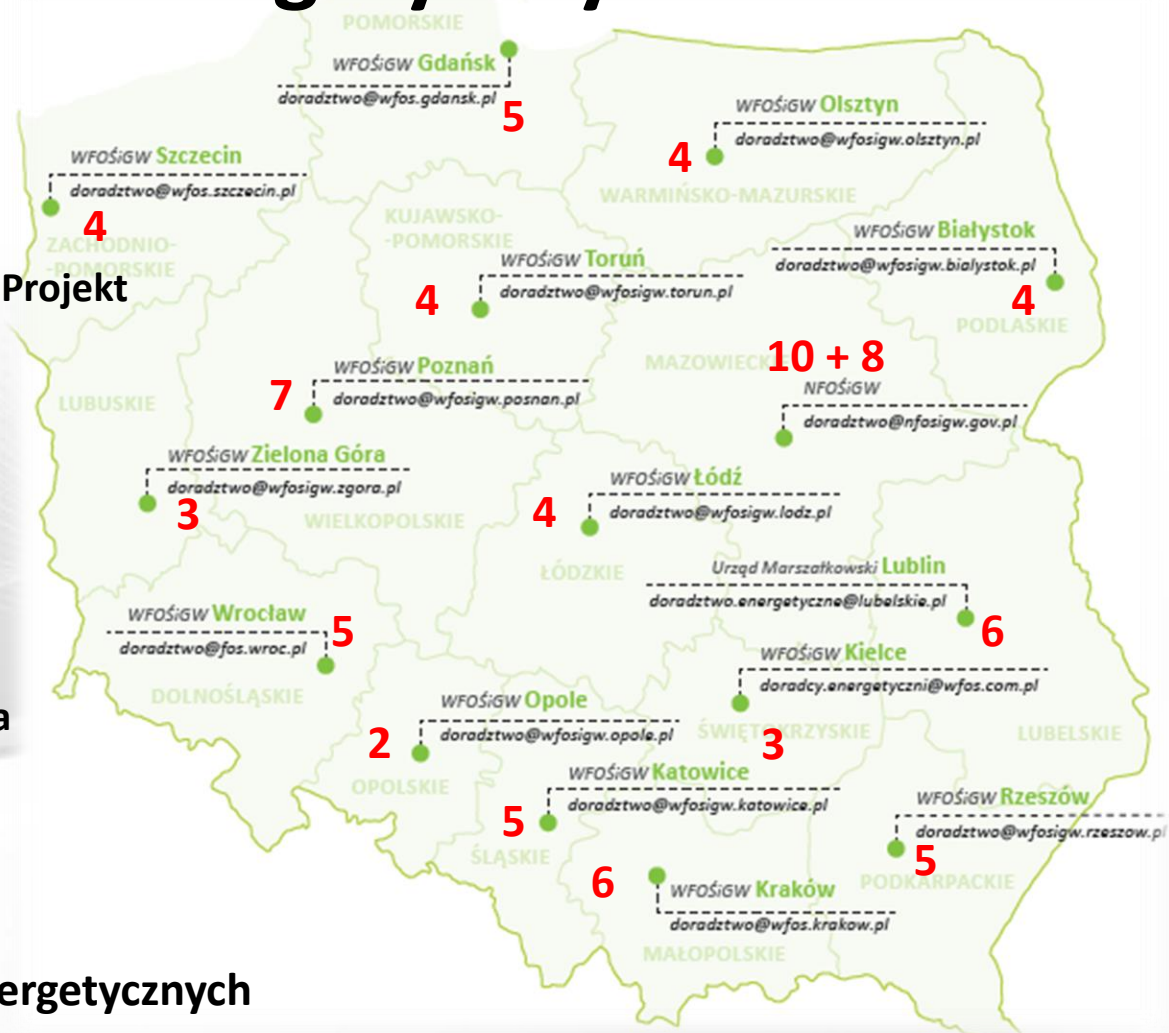 POMORSKIE
WFOŚiGW Gdańsk
doradztwo@wfos.gdansk.pl
5
WFOŚiGW Olsztyn
doradztwo@wfosigw.olsztyn.pl
4
WARMIŃSKO-MAZURSKIE
WFOŚiGW Szczecin
doradztwo@wfos.szczecin.pl
4
ZACHODNIO-
-POMORSKIE
Projekt
KUJAWSKO-
-POMORSKIE
WFOŚiGW Toruń
doradztwo@wfosigw.torun.pl
4
WFOŚiGW Białystok
doradztwo@wfosigw.bialystok.pl
4
PODLASKIE
MAZOWIECKIE
10 + 8
NFOŚiGW
doradztwo@nfosigw.gov.pl
WFOŚiGW Poznań
doradztwo@wfosigw.posnan.pl
7
LUBUSKIE
WFOŚiGW Zielona Góra
doradztwo@wfosigw.zgora.pl
3
WIELKOPOLSKIE
WFOŚiGW Łódź
doradztwo@wfosigw.lodz.pl
4
ŁÓDZKIE
Urząd Marszałkowski Lublin
doradztwo.energetyczne@lubelskie.pl
6
WFOŚiGW Wrocław
doradztwo@fos.wroc.pl
5
DOLNOŚLĄSKIE
WFOŚiGW Kielce
doradcy.energetyczni@wfos.com.pl
ŚWIĘTOKRZYSKIE
3
LUBELSKIE
a
WFOŚiGW Opole
doradztwo@wfosigw.opole.pl
2
OPOLSKIE
WFOŚiGW Katowice
doradztwo@wfosigw.katowice.pl
5
ŚLĄSKIE
WFOŚiGW Rzeszów
doradztwo@wfosigw.rzeszow.pl
5
PODKARPACKIE
6
WFOŚiGW Kraków
doradztwo@wfos.krakow.pl
MAŁOPOLSKIE
ergetycznych